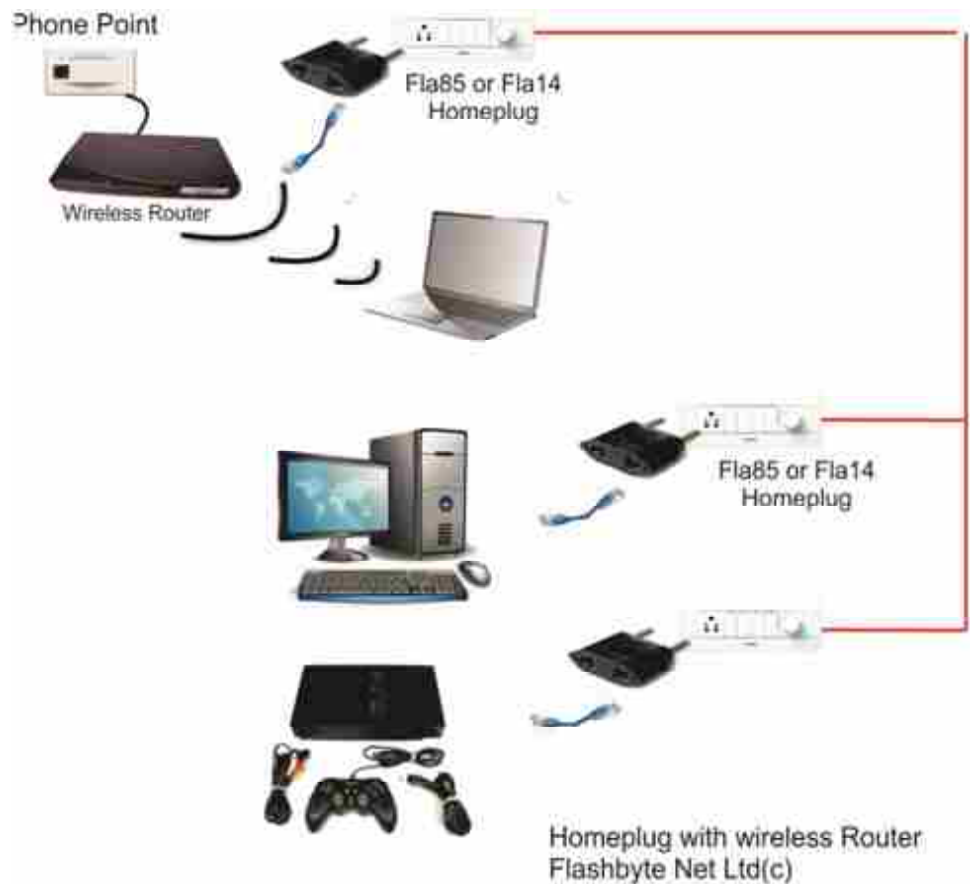 Phone Point
Fla85 or Fla14
Homeplug
Wireless Router
Fla85 or Fla14
Homeplug
Homeplug with wireless Router
Flashbyte Net Ltd(c)